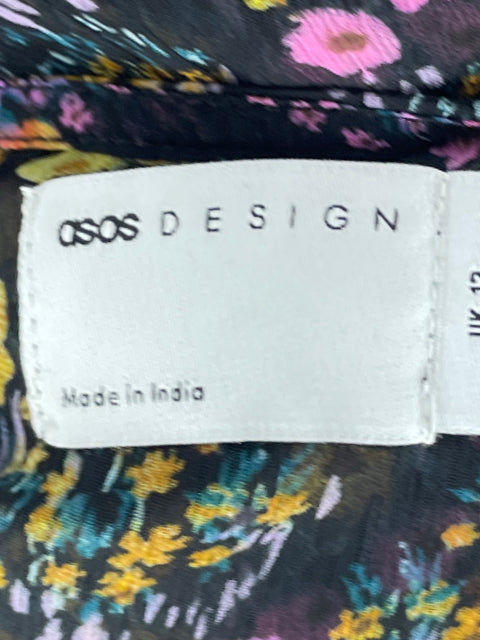 asos DESIGN
Made in India
UK 12